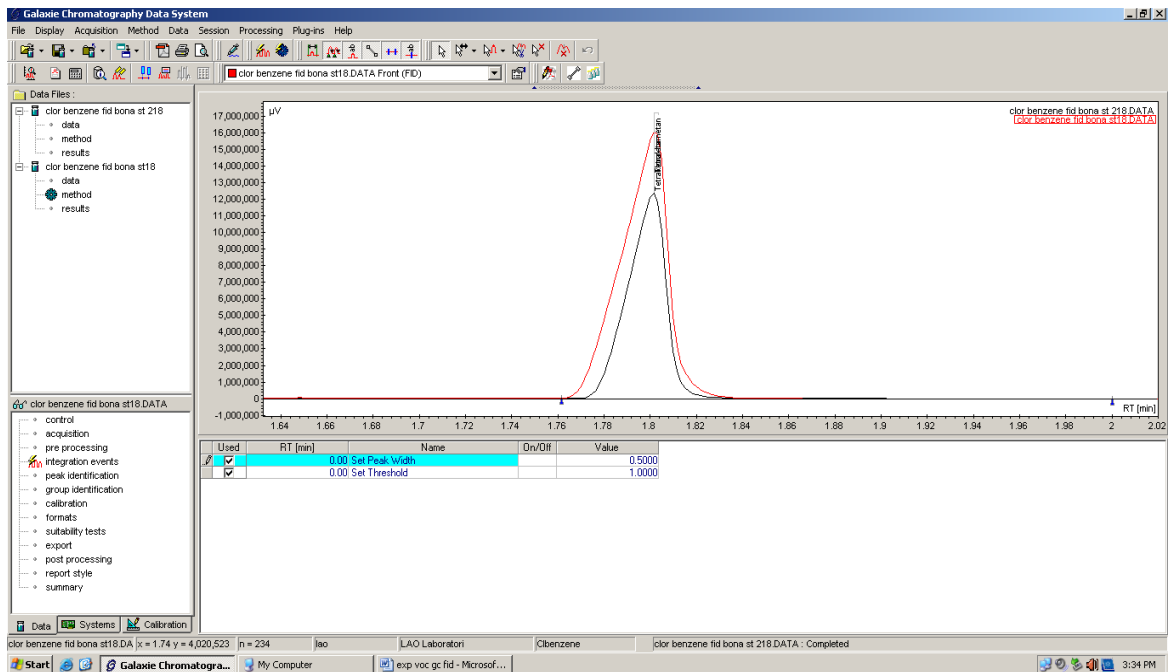 Galaxie Chromatography Data System
File Display Acquisition Method Data Session Processing Plug-ins Help
clor benzene fid bona st18.DATA Front (FID)
Data Files :
clor benzene fid bona st 218
data
method
results
clor benzene fid bona st18
data
method
results
clor benzene fid bona st18.DATA
control
acquisition
pre processing
integration events
peak identification
group identification
calibration
formats
suitability tests
export
post processing
report style
summary
Data Systems Calibration
µV
clor benzene fid bona st 218.DATA
clor benzene fid bona st18.DATA
17,000,000
16,000,000
15,000,000
14,000,000
13,000,000
12,000,000
11,000,000
10,000,000
9,000,000
8,000,000
7,000,000
6,000,000
5,000,000
4,000,000
3,000,000
2,000,000
1,000,000
0
-1,000,000
RT [min]
1.64 1.66 1.68 1.7 1.72 1.74 1.76 1.78 1.8 1.82 1.84 1.86 1.88 1.9 1.92 1.94 1.96 1.98 2 2.02
Used RT [min] Name On/Off Value
0.00 Set Peak Width 0.5000
0.00 Set Threshold 1.0000
clor benzene fid bona st18.DA x = 1.74 y = 4,020,523 n = 234 lao LAO Laboratori Clbenzene clor benzene fid bona st 218.DATA : Completed
Start Galaxie Chromatogra... My Computer exp voc gc fid - Microsof... 3:34 PM